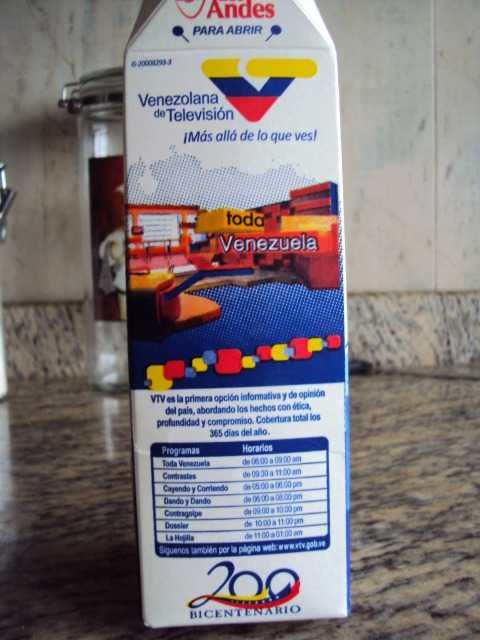 Andes
PARA ABRIR
G-20008293-3
Venezolana
de Televisión
¡Más allá de lo que ves!
toda
Venezuela
VTV es la primera opción informativa y de opinión
del país, abordando los hechos con ética,
profundidad y compromiso. Cobertura total los
365 días del año.
Programas Horarios
Toda Venezuela de 06:00 a 09:00 am
Contrastes de 09:30 a 11:00 am
Cayendo y Corriendo de 05:00 a 06:00 pm
Dando y Dando de 06:00 a 08:00 pm
Contragolpe de 09:00 a 10:00 pm
Dossier de 10:00 a 11:00 pm
La Hojilla de 11:00 a 01:00 am
Siguenos también por la página web: www.vtv.gob.ve
200
BICENTENARIO